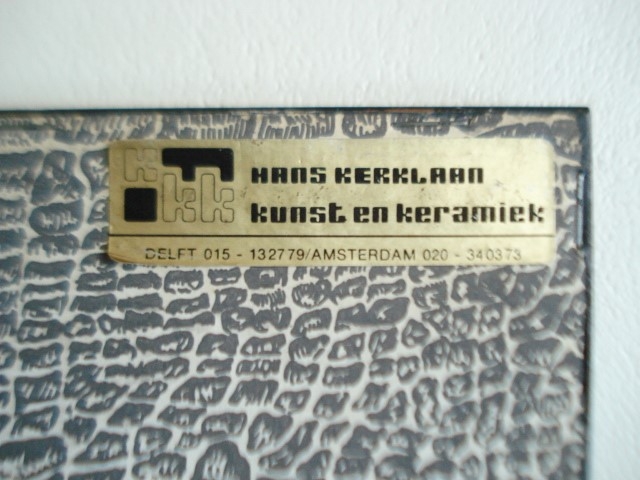 HANS KERKLAAN
kunst en keramiek
DELFT 015 - 132779/AMSTERDAM 020 - 340373